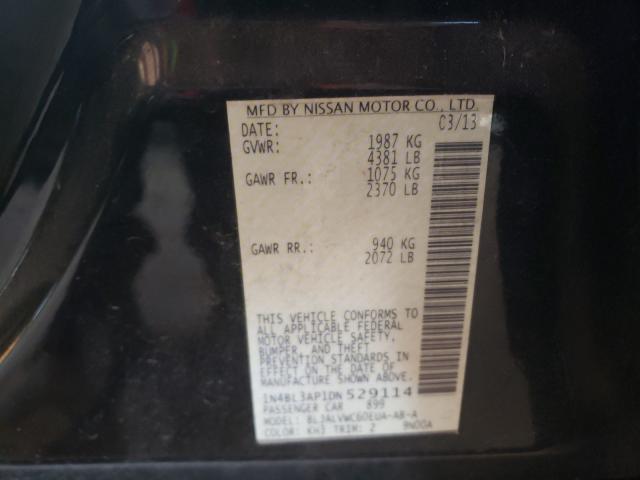 MFD BY NISSAN MOTOR CO., LTD.
DATE: 03/13
GVWR: 1987 KG
4381 LB
GAWR FR.: 1075 KG
2370 LB
GAWR RR.: 940 KG
2072 LB
THIS VEHICLE CONFORMS TO
ALL APPLICABLE FEDERAL
MOTOR VEHICLE SAFETY,
BUMPER, AND THEFT
PREVENTION STANDARDS IN
EFFECT ON THE DATE OF
MANUFACTURE SHOWN ABOVE.
1N4BL3AP1DN529114
PASSENGER CAR 899
MODEL: BL3ALVWC60EUA-AB-A
COLOR: KH3 TRIM: 2 9N00A